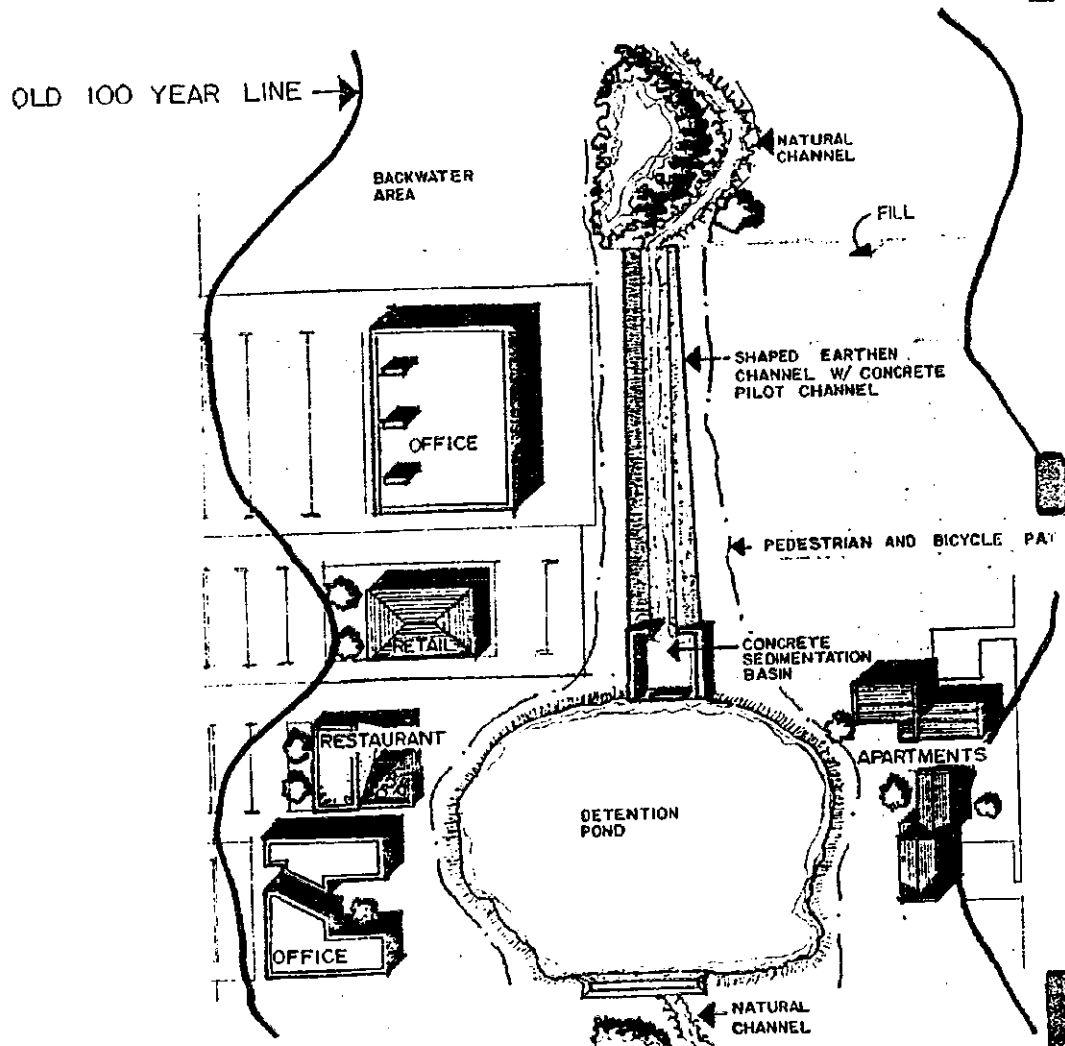 OLD 100 YEAR LINE
NATURAL
CHANNEL
BACKWATER
AREA
FILL
SHAPED EARTHEN
CHANNEL W/ CONCRETE
PILOT CHANNEL
OFFICE
PEDESTRIAN AND BICYCLE PAT
RETAIL
CONCRETE
SEDIMENTATION
BASIN
RESTAURANT
APARTMENTS
DETENTION
POND
OFFICE
NATURAL
CHANNEL